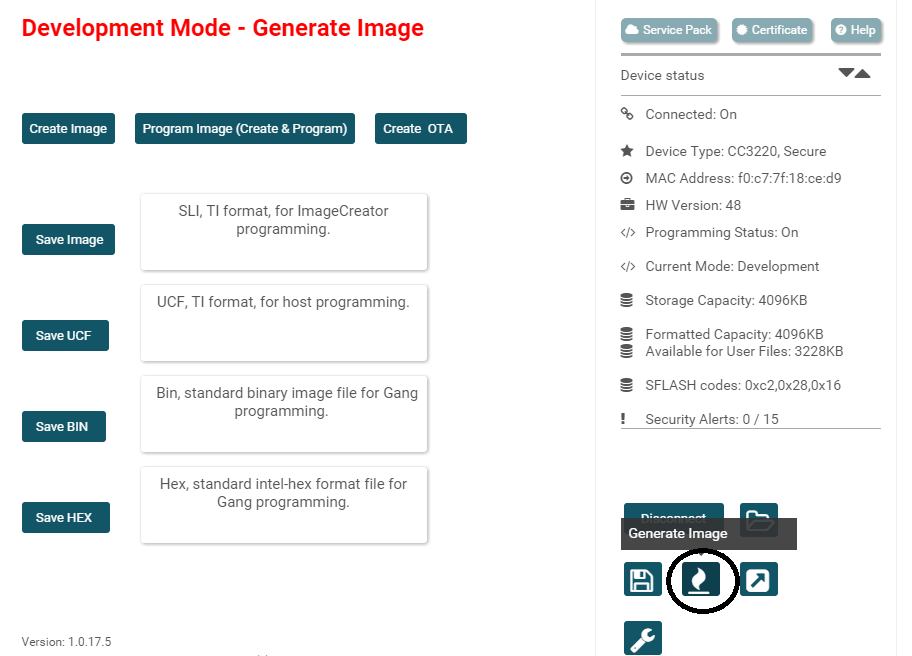 Development Mode - Generate Image
Create Image
Program Image (Create & Program)
Create OTA
Save Image
SLI, TI format, for ImageCreator
programming.
Save UCF
UCF, TI format, for host programming.
Save BIN
Bin, standard binary image file for Gang
programming.
Save HEX
Hex, standard intel-hex format file for
Gang programming.
Version: 1.0.17.5
Service Pack
Certificate
Help
Device status
Connected: On
Device Type: CC3220, Secure
MAC Address: f0:c7:7f:18:ce:d9
HW Version: 48
Programming Status: On
Current Mode: Development
Storage Capacity: 4096KB
Formatted Capacity: 4096KB
Available for User Files: 3228KB
SFLASH codes: 0xc2,0x28,0x16
Security Alerts: 0 / 15
Disconnect
Generate Image